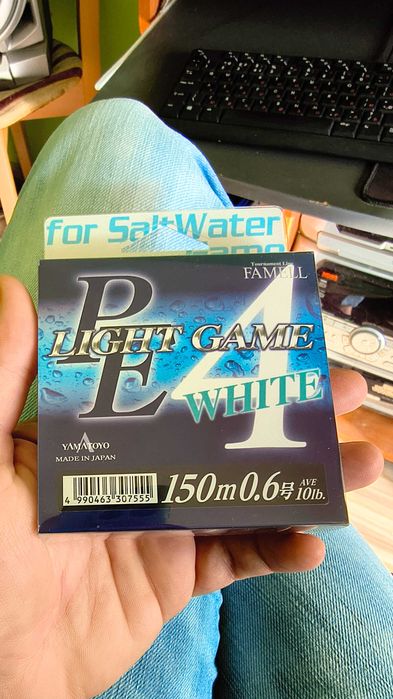 for SaltWater
Game
Tournament Line
FAMELL
PE 4
LIGHT GAME
WHITE
YAMATOYO
MADE IN JAPAN
4 990463 307555
150m 0.6号 AVE 10lb.